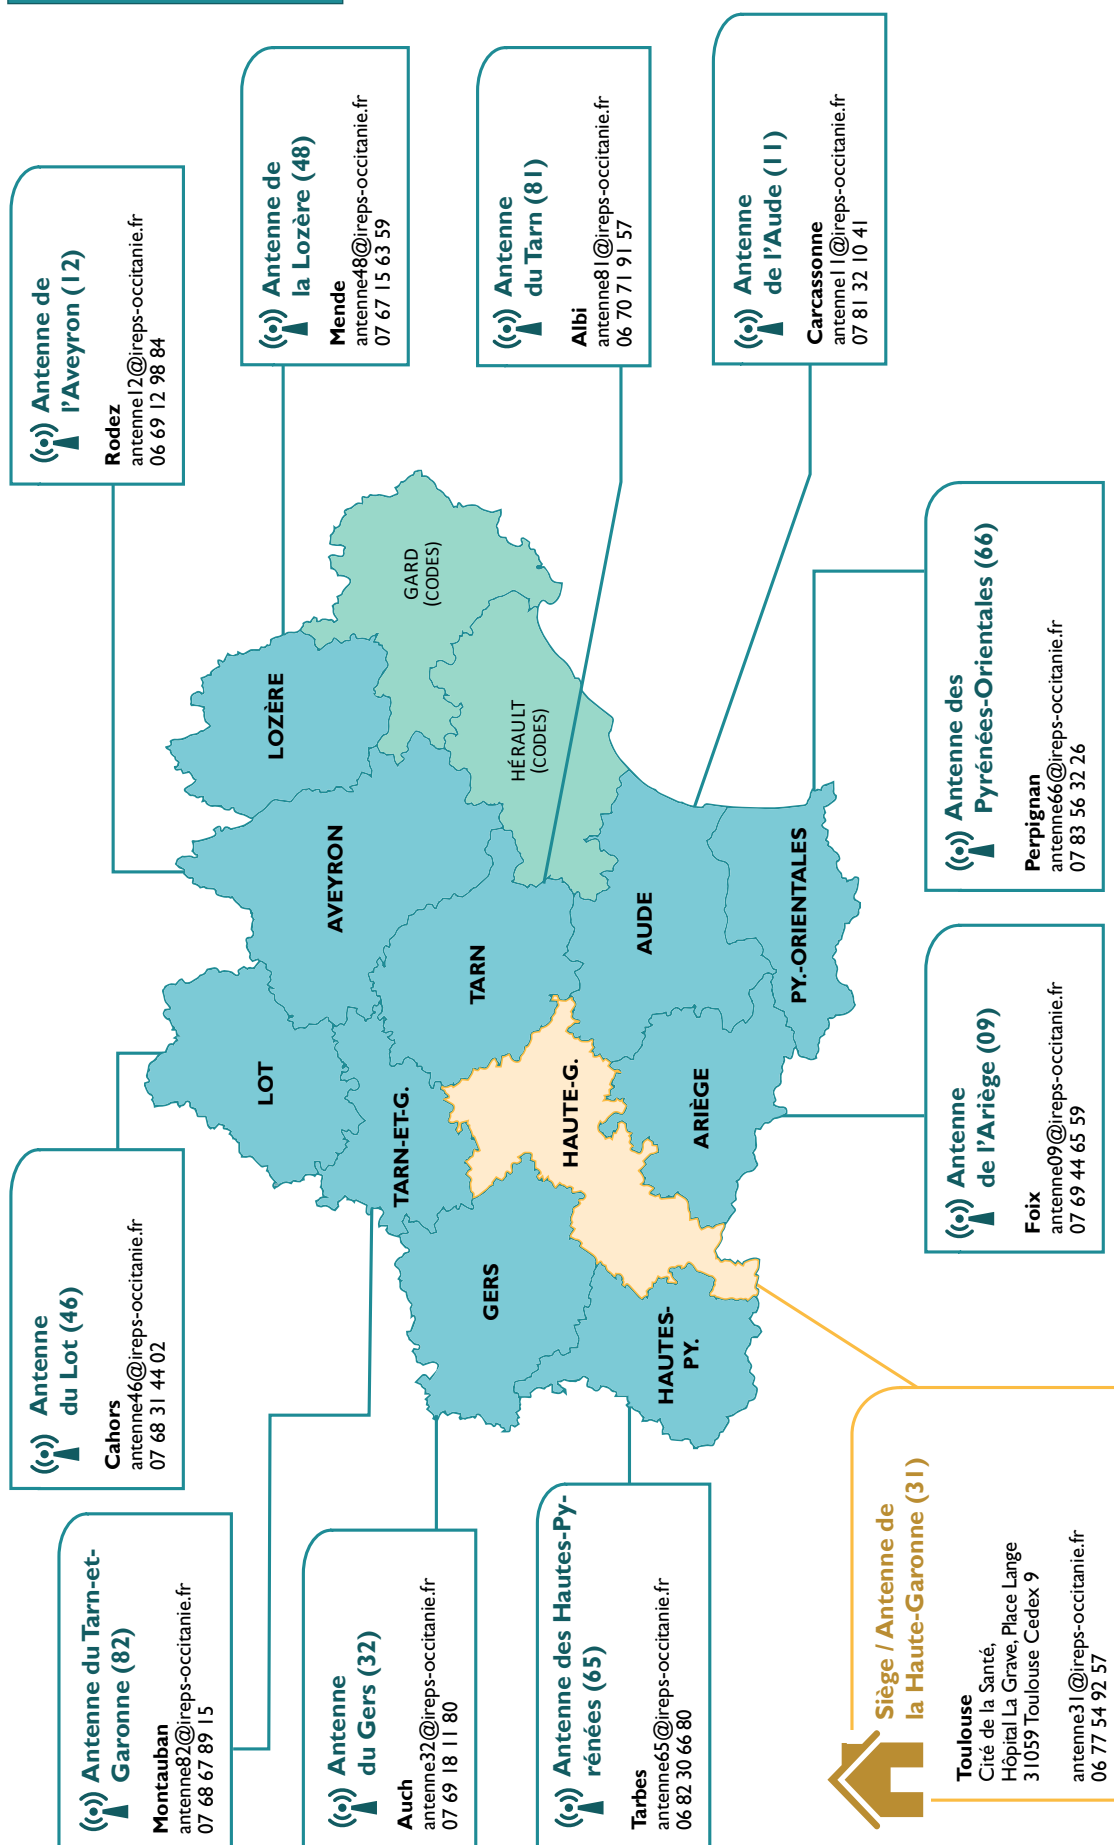 Antenne du Tarn-et-
Garonne (82)
Montauban
antenne82@ireps-occitanie.fr
07 68 67 89 15
Antenne
du Lot (46)
Cahors
antenne46@ireps-occitanie.fr
07 68 31 44 02
Antenne de
l'Aveyron (12)
Rodez
antenne12@ireps-occitanie.fr
06 69 12 98 84
Antenne de
la Lozère (48)
Mende
antenne48@ireps-occitanie.fr
07 67 15 63 59
Antenne
du Gers (32)
Auch
antenne32@ireps-occitanie.fr
07 69 18 11 80
Antenne
du Tarn (81)
Albi
antenne81@ireps-occitanie.fr
06 70 71 91 57
Antenne des Hautes-Py-
rénées (65)
Tarbes
antenne65@ireps-occitanie.fr
06 82 30 66 80
Antenne
de l'Aude (11)
Carcassonne
antenne11@ireps-occitanie.fr
07 81 32 10 41
LOT
LOZÈRE
AVEYRON
TARN-ET-G.
GARD
(CODES)
TARN
GERS
HÉRAULT
(CODES)
HAUTE-G.
AUDE
HAUTES-
PY.
ARIÈGE
PY.-ORIENTALES
Siège / Antenne de
la Haute-Garonne (31)
Toulouse
Cité de la Santé,
Hôpital La Grave, Place Lange
31059 Toulouse Cedex 9
antenne31@ireps-occitanie.fr
06 77 54 92 57
Antenne
de l'Ariège (09)
Foix
antenne09@ireps-occitanie.fr
07 69 44 65 59
Antenne des
Pyrénées-Orientales (66)
Perpignan
antenne66@ireps-occitanie.fr
07 83 56 32 26